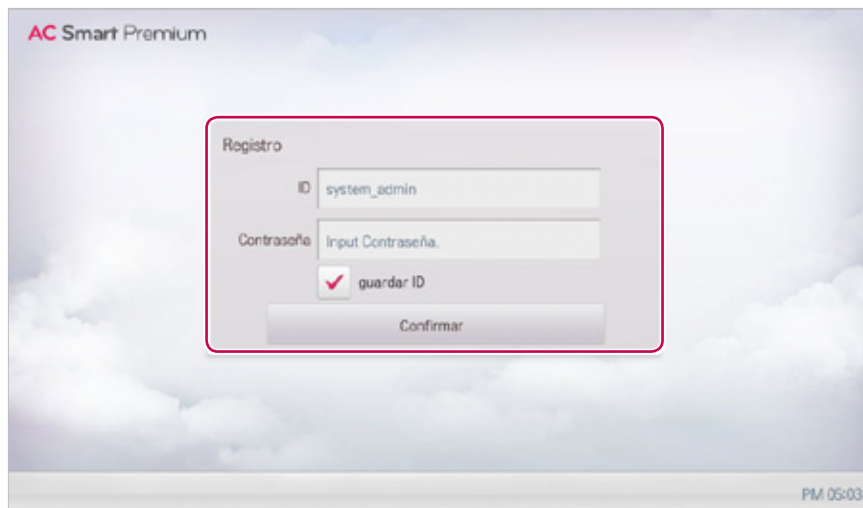 AC Smart Premium
Registro
ID system_admin
Contraseña Input Contraseña.
guardar ID
Confirmar
PM 05:03